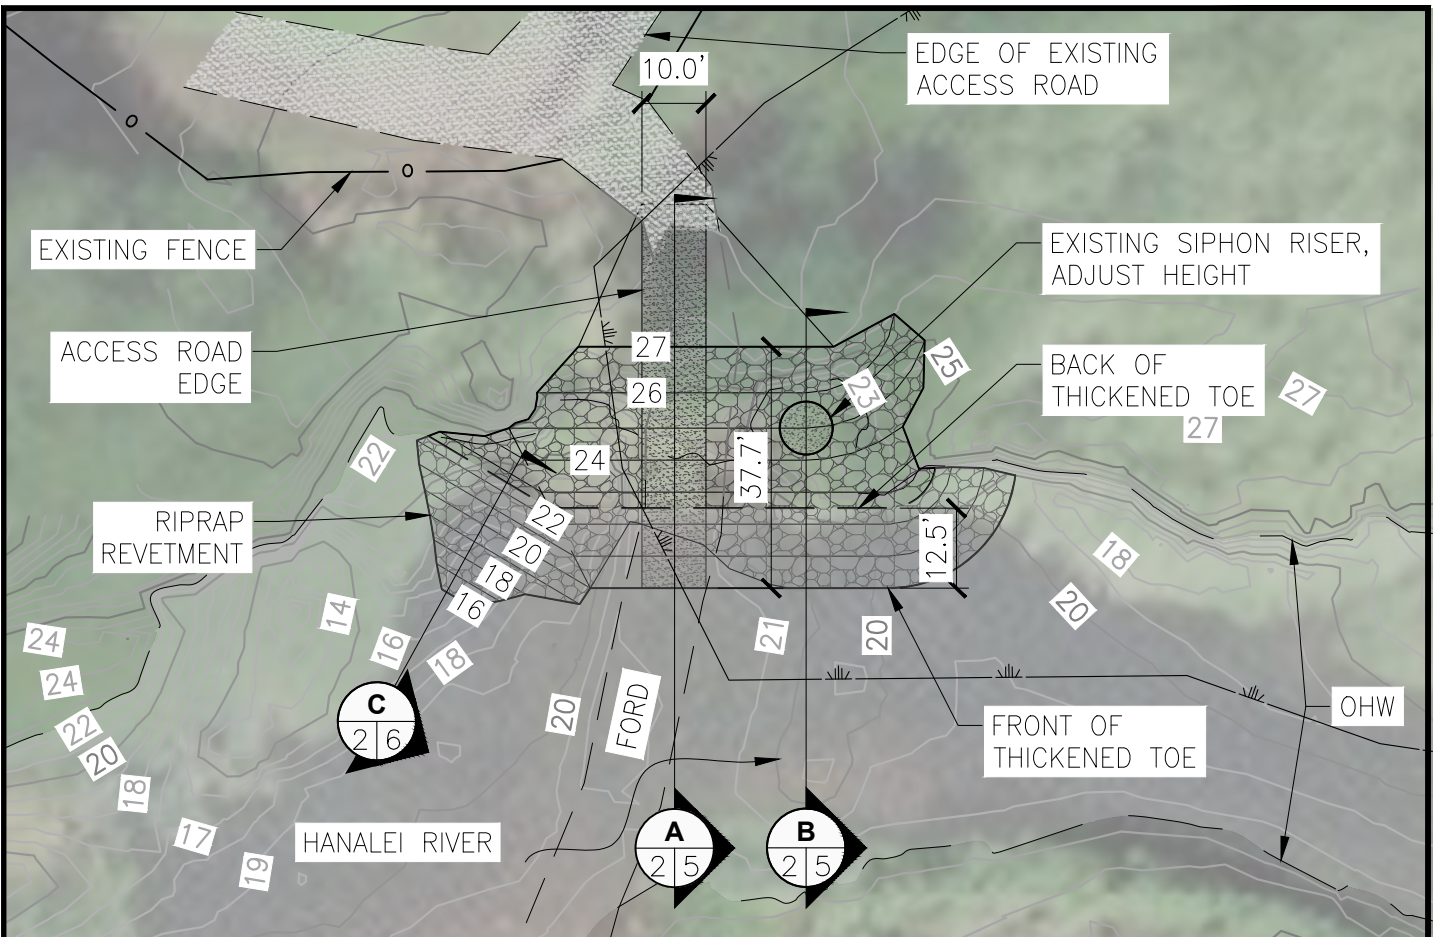 EDGE OF EXISTING
ACCESS ROAD
10.0'
O
O
EXISTING FENCE
EXISTING SIPHON RISER,
ADJUST HEIGHT
ACCESS ROAD
EDGE
27
26
25
23
BACK OF
THICKENED TOE
27
27
22
24
37.7'
RIPRAP
REVETMENT
22
20
18
16
12.5'
18
20
14
16
18
21
20
24
24
22
20
18
17
19
C
2 6
20
FORD
OHW
FRONT OF
THICKENED TOE
HANALEI RIVER
A
2 5
B
2 5